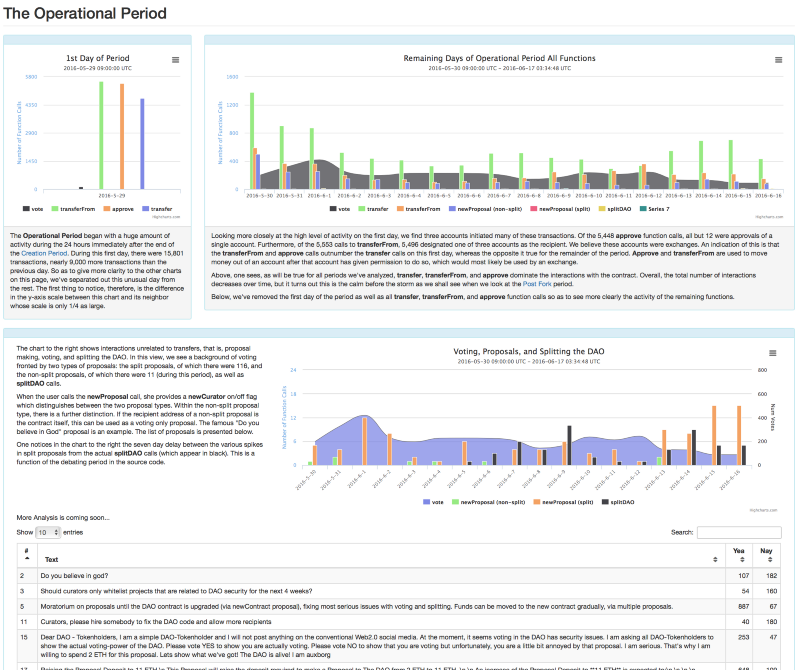 The Operational Period
1st Day of Period
2016-05-29 09:00:00 UTC
Number of Function Calls
5800
4350
2900
1450
0
2016-5-29
vote
transferFrom
approve
transfer
Highcharts.com
The Operational Period began with a huge amount of
activity during the 24 hours immediately after the end of
the Creation Period. During this first day, there were 15,801
transactions, nearly 9,000 more transactions than the
previous day. So as to give more clarity to the other charts
on this page, we've separated out this unusual day from
the rest. The first thing to notice, therefore, is the difference
in the y-axis scale between this chart and its neighbor
whose scale is only 1/4 as large.
Remaining Days of Operational Period All Functions
2016-05-30 09:00:00 UTC - 2016-06-17 03:34:48 UTC
Number of Function Calls
1600
1200
800
400
0
2016-5-30 2016-5-31 2016-6-1 2016-6-2 2016-6-3 2016-6-4 2016-6-5 2016-6-6 2016-6-7 2016-6-8 2016-6-9 2016-6-10 2016-6-11 2016-6-12 2016-6-13 2016-6-14 2016-6-15 2016-6-16
vote
transfer
transferFrom
newProposal (non-split)
newProposal (split)
splitDAO
Series 7
Highcharts.com
Looking more closely at the high level of activity on the first day, we find three accounts initiated many of these transactions. Of the 5,448 approve function calls, all but 12 were approvals of a
single account. Furthermore, of the 5,553 calls to transferFrom, 5,496 designated one of three accounts as the recipient. We believe these accounts were exchanges. An indication of this is that
the transferFrom and approve calls outnumber the transfer calls on this first day, whereas the opposite it true for the remainder of the period. Approve and transferFrom are used to move
money out of an account after that account has given permission to do so, which would most likely be used by an exchange.
Above, one sees, as will be true for all periods we've analyzed, transfer, transferFrom, and approve dominate the interactions with the contract. Overall, the total number of interactions
decreases over time, but it turns out this is the calm before the storm as we shall see when we look at the Post Fork period.
Below, we've removed the first day of the period as well as all transfer, transferFrom, and approve function calls so as to see more clearly the activity of the remaining functions.
The chart to the right shows interactions unrelated to transfers, that is, proposal
making, voting, and splitting the DAO. In this view, we see a background of voting
fronted by two types of proposals: the split proposals, of which there were 116, and
the non-split proposals, of which there were 11 (during this period), as well as
splitDAO calls.
When the user calls the newProposal call, she provides a newCurator on/off flag
which distinguishes between the two proposal types. Within the non-split proposal
type, there is a further distinction. If the recipient address of a non-split proposal is
the contract itself, this can be used as a voting only proposal. The famous "Do you
believe in God" proposal is an example. The list of proposals is presented below.
One notices in the chart to the right the seven day delay between the various spikes
in split proposals from the actual splitDAO calls (which appear in black). This is a
function of the debating period in the source code.
Voting, Proposals, and Splitting the DAO
2016-05-30 09:00:00 UTC - 2016-06-17 03:34:48 UTC
Number of Function Calls
24
18
12
6
0
800
600
400
200
0
Num Votes
2016-5-30 2016-5-31 2016-6-1 2016-6-2 2016-6-3 2016-6-4 2016-6-5 2016-6-6 2016-6-7 2016-6-8 2016-6-9 2016-6-10 2016-6-11 2016-6-12 2016-6-13 2016-6-14 2016-6-15 2016-6-16
vote
newProposal (non-split)
newProposal (split)
splitDAO
Highcharts.com
More Analysis is coming soon...
Show 10 entries
Search:
# Text Yea Nay
2 Do you believe in god? 107 182
3 Should curators only whitelist projects that are related to DAO security for the next 4 weeks? 54 160
5 Moratorium on proposals until the DAO contract is upgraded (via newContract proposal), fixing most serious issues with voting and splitting. Funds can be moved to the new contract gradually, via multiple proposals. 887 67
11 Curators, please hire somebody to fix the DAO code and allow more recipients 40 180
15 Dear DAO - Tokenholders, I am a simple DAO-Tokenholder and I will not post anything on the conventional Web2.0 social media. At the moment, it seems voting in the DAO has security issues. I am asking all DAO-Tokenholders to 253 47
show the actual voting-power of the DAO. Please vote YES to show you are actually voting. Please vote NO to show that you are voting but unfortunately, you are a little bit annoyed by that proposal. I am serious. That's why I am
willing to spend 2 ETH for this proposal. Lets show what we've got! The DAO is alive! I am auxborg